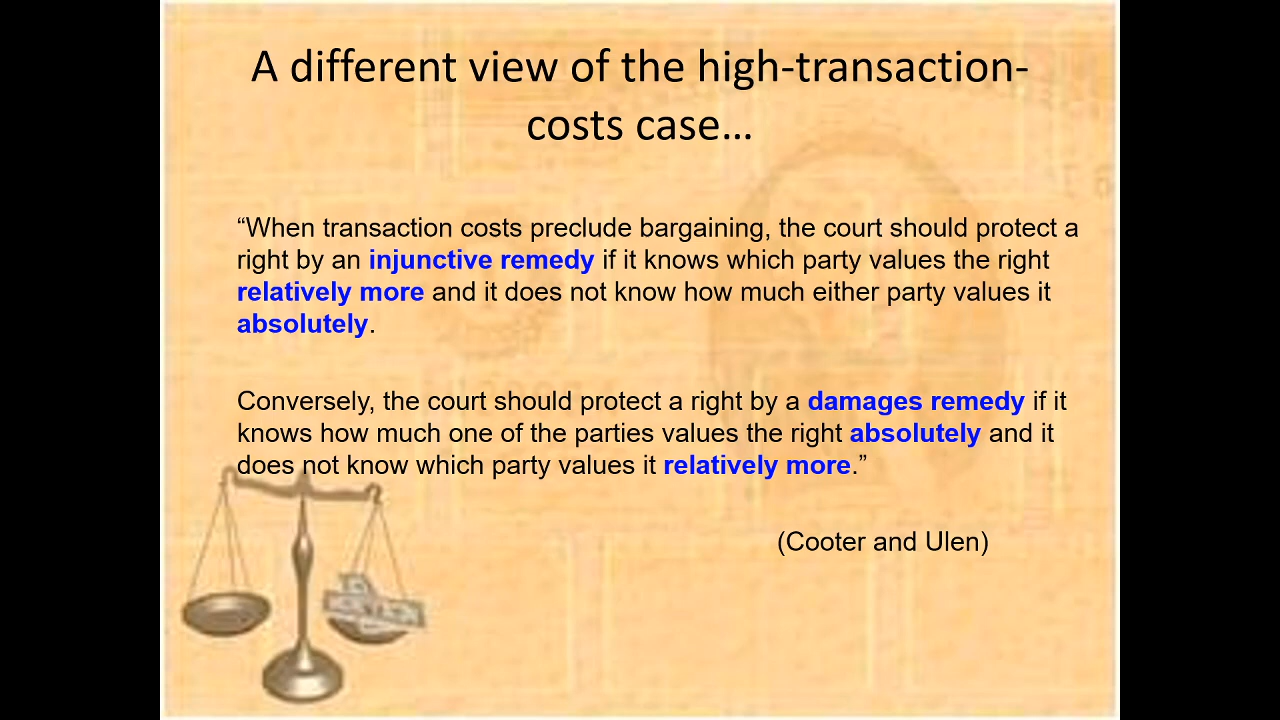 A different view of the high-transaction-
costs case…
“When transaction costs preclude bargaining, the court should protect a
right by an injunctive remedy if it knows which party values the right
relatively more and it does not know how much either party values it
absolutely.
Conversely, the court should protect a right by a damages remedy if it
knows how much one of the parties values the right absolutely and it
does not know which party values it relatively more.”
(Cooter and Ulen)